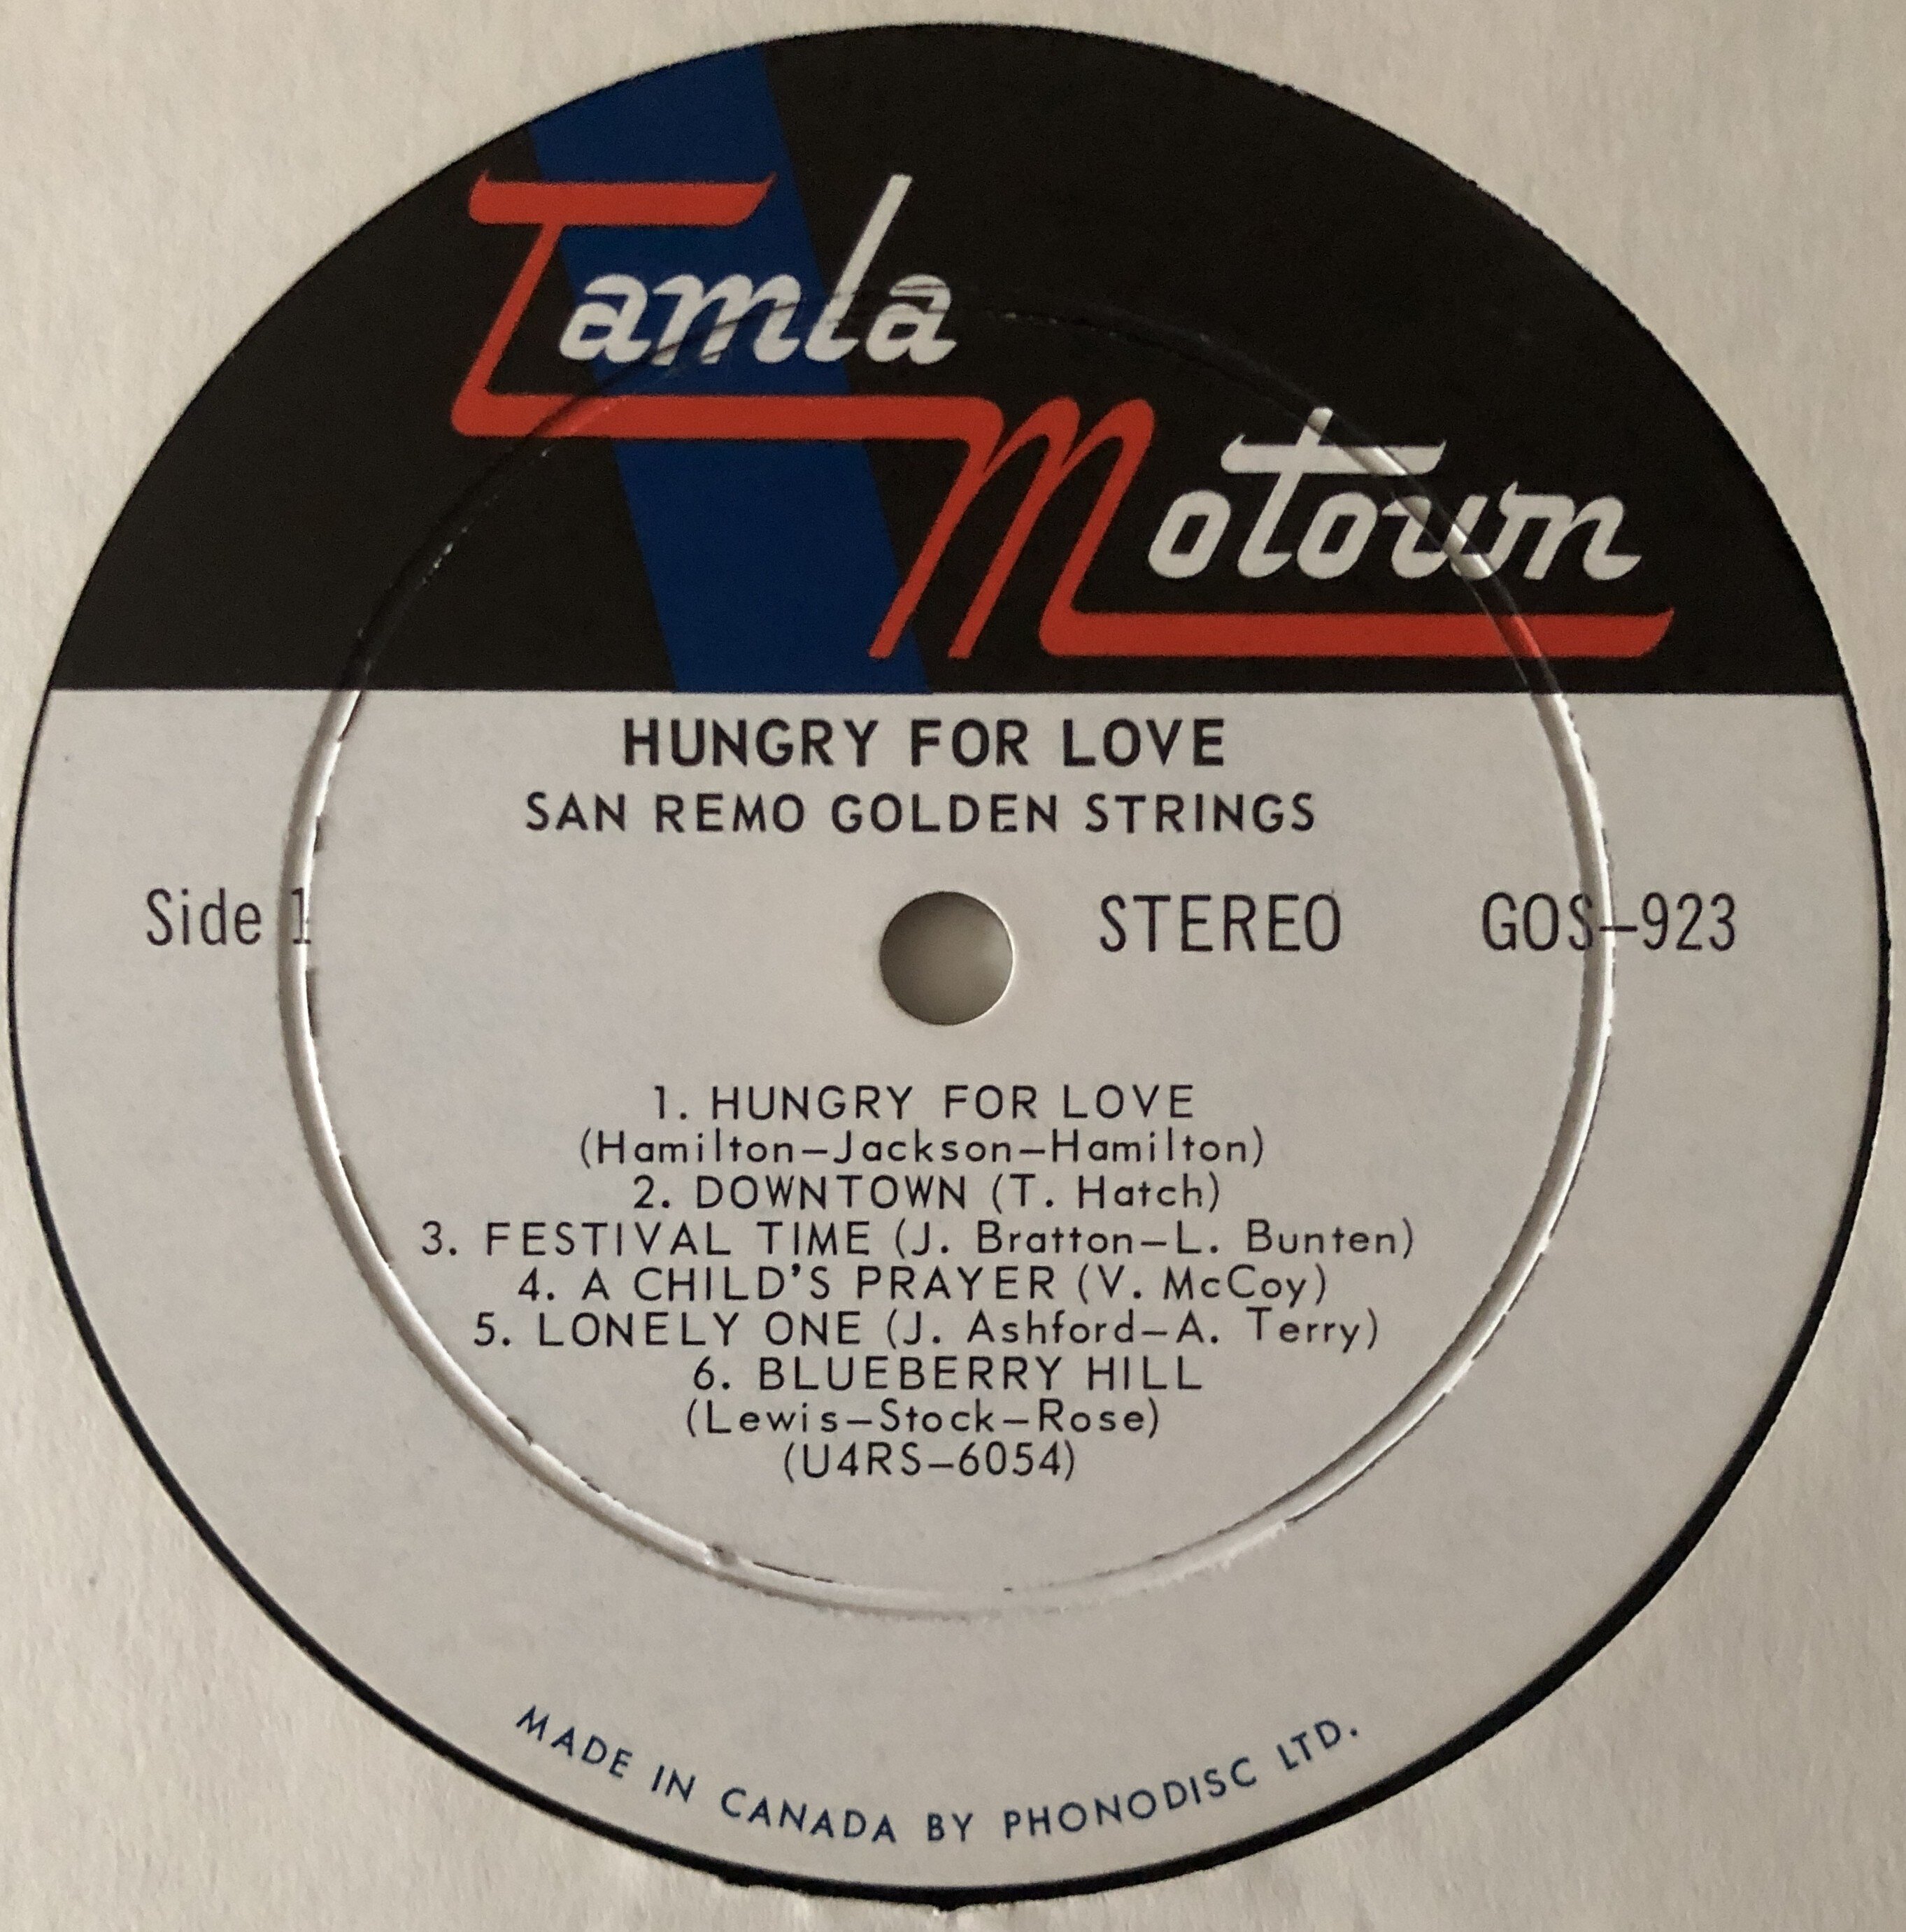 Tamla
Motown
HUNGRY FOR LOVE
SAN REMO GOLDEN STRINGS
Side 1 STEREO GOS-923
1. HUNGRY FOR LOVE
(Hamilton-Jackson-Hamilton)
2. DOWNTOWN (T. Hatch)
3. FESTIVAL TIME (J. Bratton-L. Bunten)
4. A CHILD'S PRAYER (V. McCoy)
5. LONELY ONE (J. Ashford-A. Terry)
6. BLUEBERRY HILL
(Lewis-Stock-Rose)
(U4RS-6054)
MADE IN CANADA BY PHONODISC LTD.